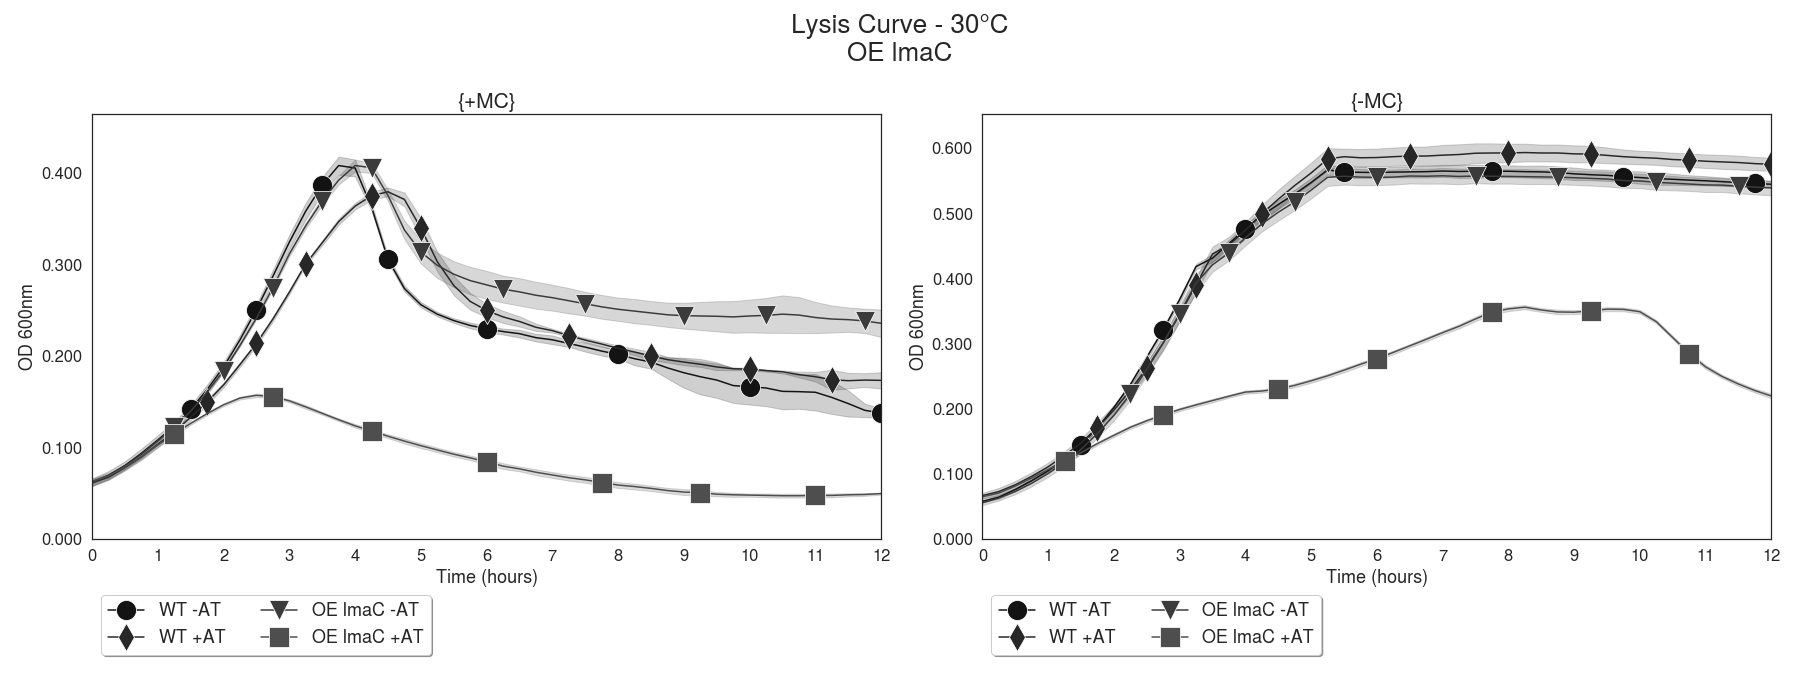 Lysis Curve - 30°C
OE lmaC
{+MC}
0.400
0.300
0.200
0.100
0.000
OD 600nm
0 1 2 3 4 5 6 7 8 9 10 11 12
Time (hours)
WT -AT OE lmaC -AT
WT +AT OE lmaC +AT
{-MC}
0.600
0.500
0.400
0.300
0.200
0.100
0.000
OD 600nm
0 1 2 3 4 5 6 7 8 9 10 11 12
Time (hours)
WT -AT OE lmaC -AT
WT +AT OE lmaC +AT